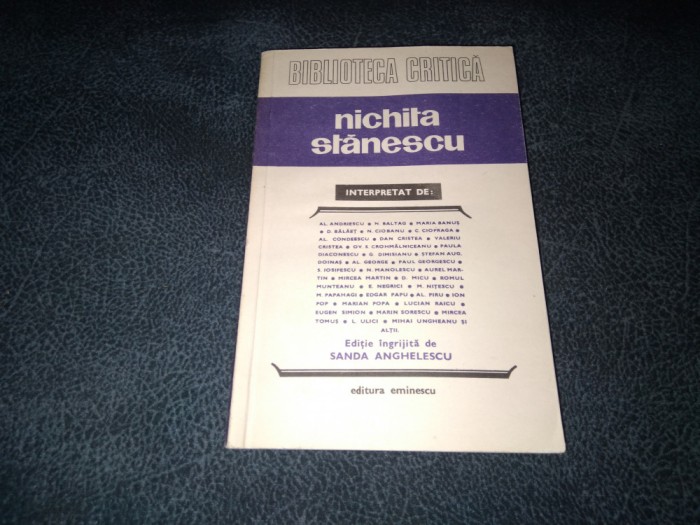 BIBLIOTECA CRITICĂ
nichita
stănescu
INTERPRETAT DE:
AL. ANDRIESCU • N. BALTAG • MARIA BANUȘ
• D. BĂLĂEȚ • N. CIOBANU • C. CIOPRAGA •
AL. CONDEESCU • DAN CRISTEA • VALERIU
CRISTEA • OV. S. CROHMĂLNICEANU • PAULA
DIACONESCU • G. DIMISIANU • ȘTEFAN AUG.
DOINAȘ • AL. GEORGE • PAUL GEORGESCU •
S. IOSIFESCU • N. MANOLESCU • AUREL MAR-
TIN • MIRCEA MARTIN • D. MICU • ROMUL
MUNTEANU • E. NEGRICI • M. NIȚESCU •
M. PAPAHAGI • EDGAR PAPU • AL. PIRU • ION
POP • MARIAN POPA • LUCIAN RAICU •
EUGEN SIMION • MARIN SORESCU • MIRCEA
TOMUȘ • L. ULICI • MIHAI UNGHEANU ȘI
ALȚII.
Ediție îngrijită de
SANDA ANGHELESCU
editura eminescu